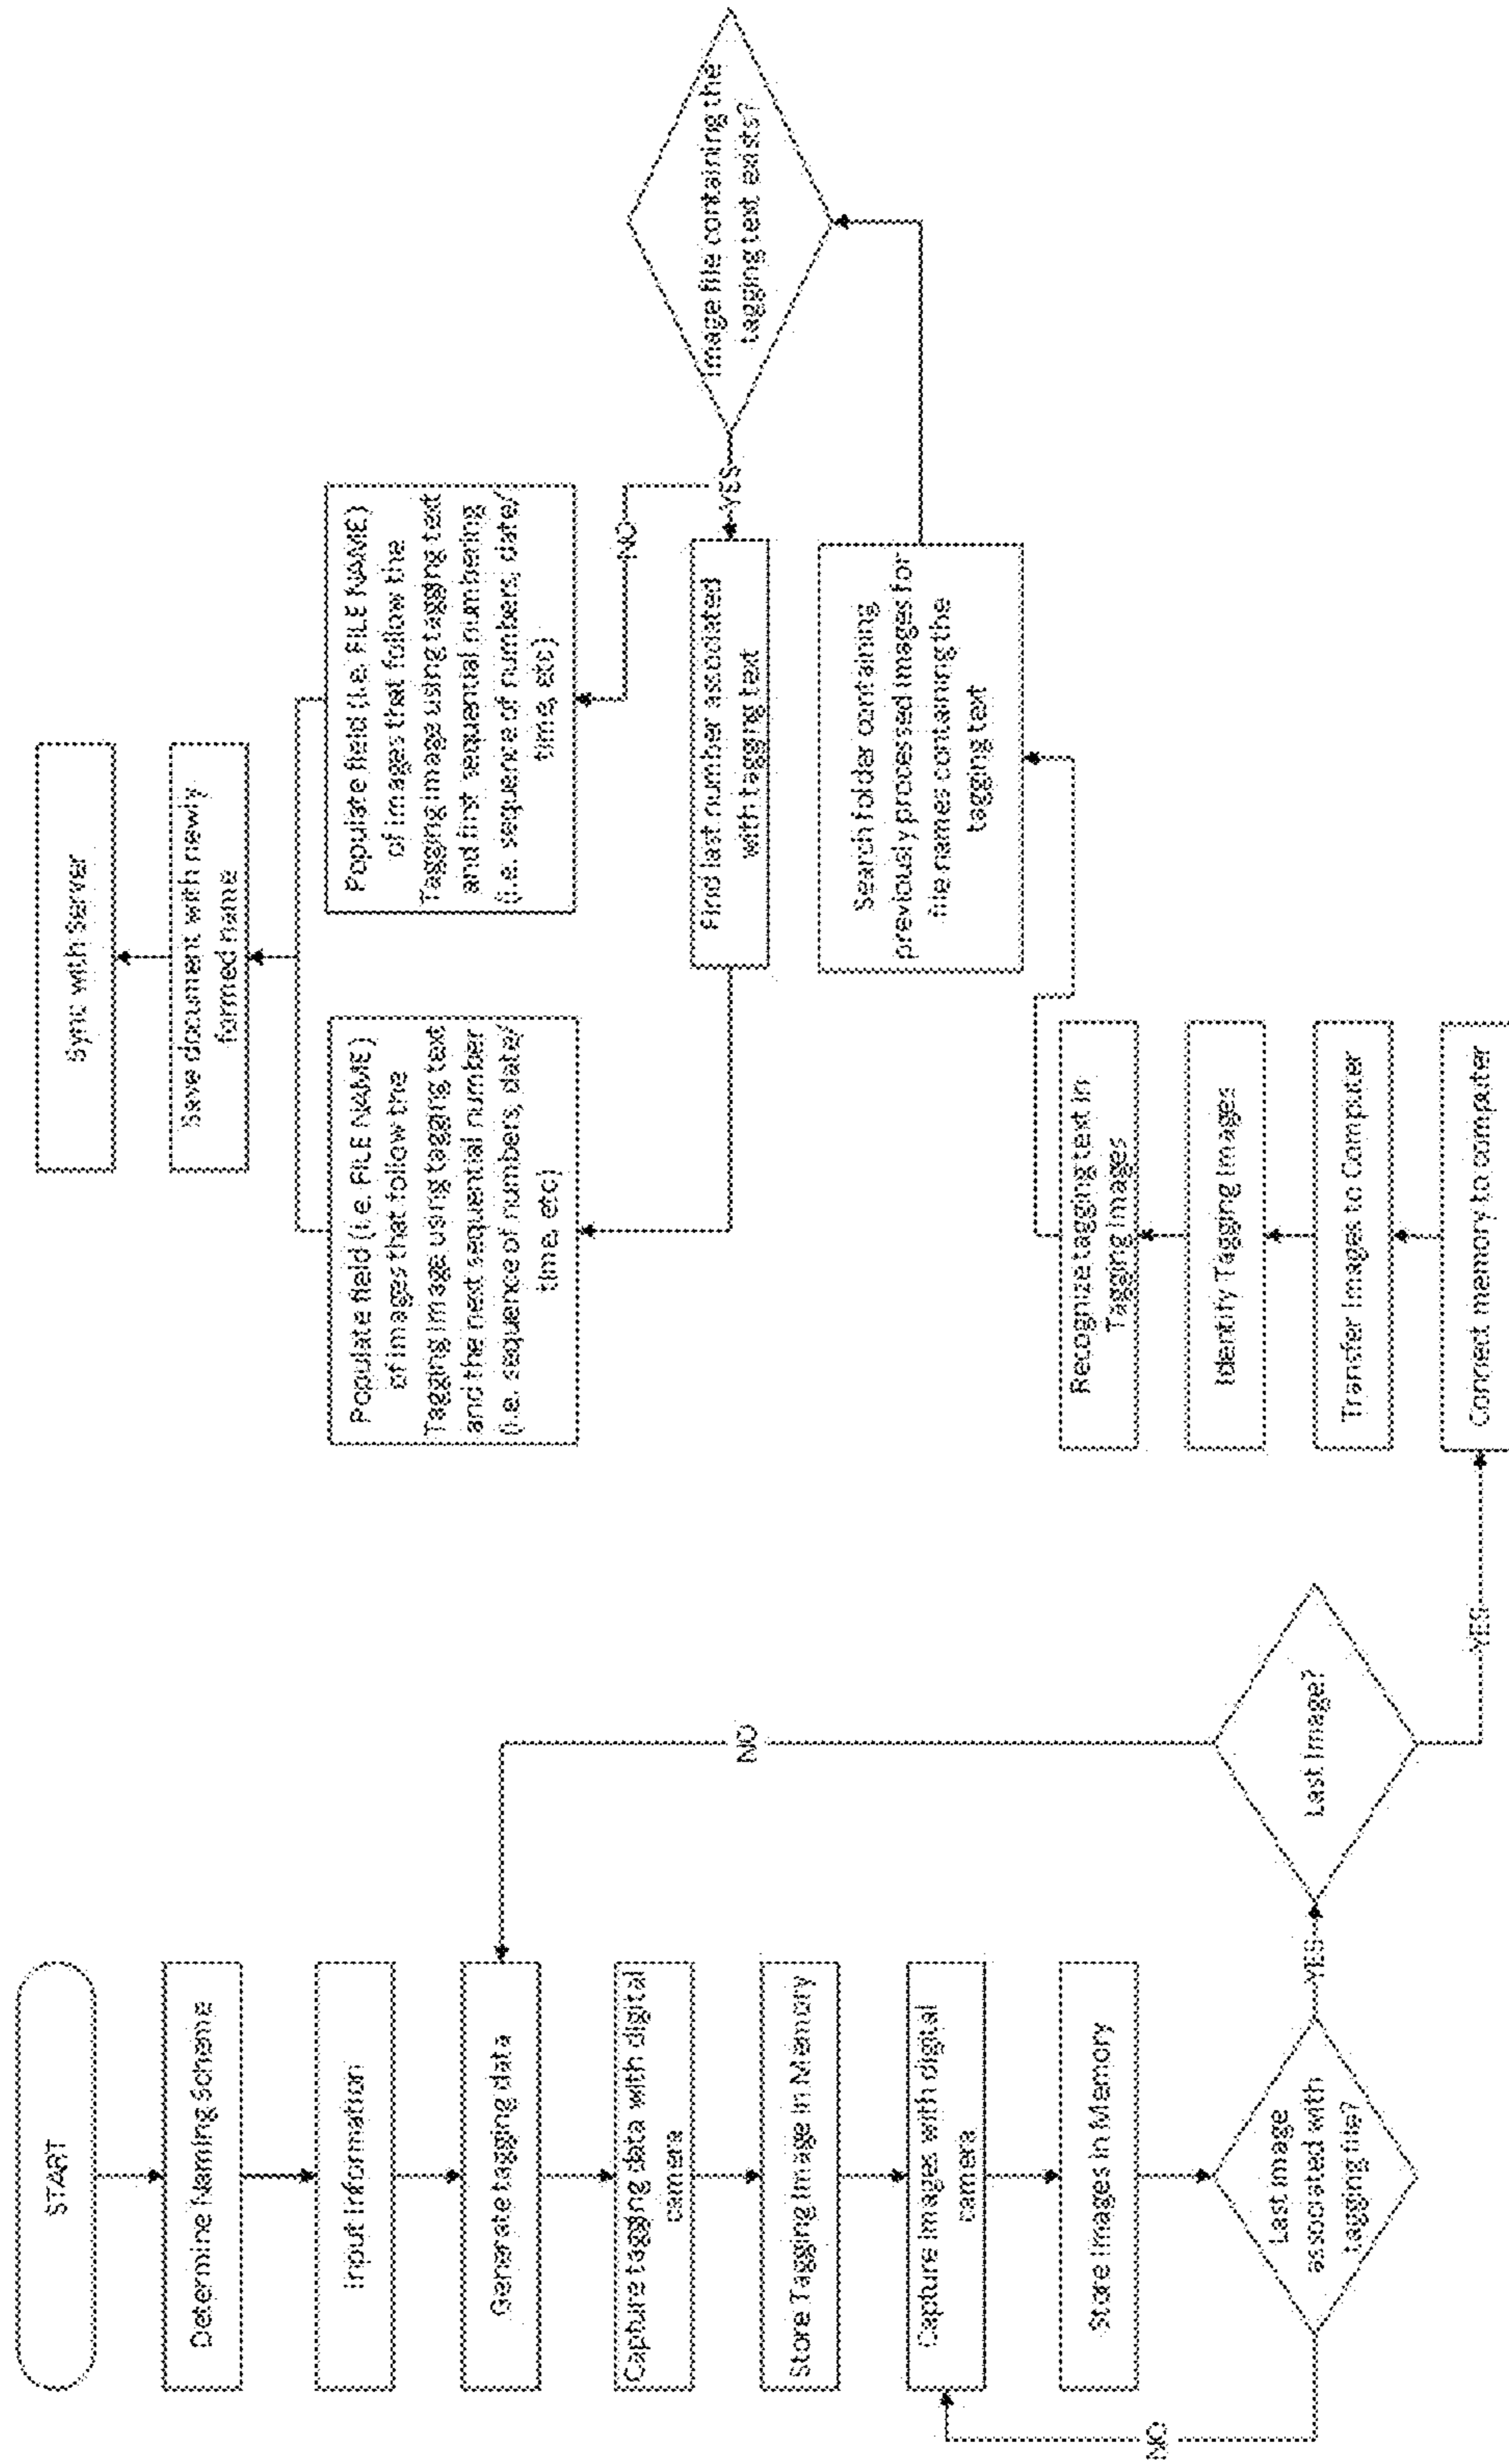 START
Determine Naming Scheme
Input Information
Generate tagging data
Capture tagging data with digital
camera
Store Tagging Image in Memory
Capture Images with digital
camera
Store Images in Memory
Last image
associated with
tagging file?
NO
YES
Last Image?
NO
YES
Connect memory to computer
Transfer Images to Computer
Identify Tagging Images
Recognize tagging text in
Tagging Images
Search folder containing
previously processed images for
file names containing the
tagging text
Image file containing the
tagging text exists?
YES
NO
Find last number associated
with tagging text
Populate field (i.e. FILE NAME)
of images that follow the
Tagging Image using tagging text
and the next sequential number
(i.e. sequence of numbers, date/
time, etc)
Populate field (i.e. FILE NAME)
of images that follow the
Tagging Image using tagging text
and first sequential numbering
(i.e. sequence of numbers, date/
time, etc)
Save document with newly
formed name
Sync with Server